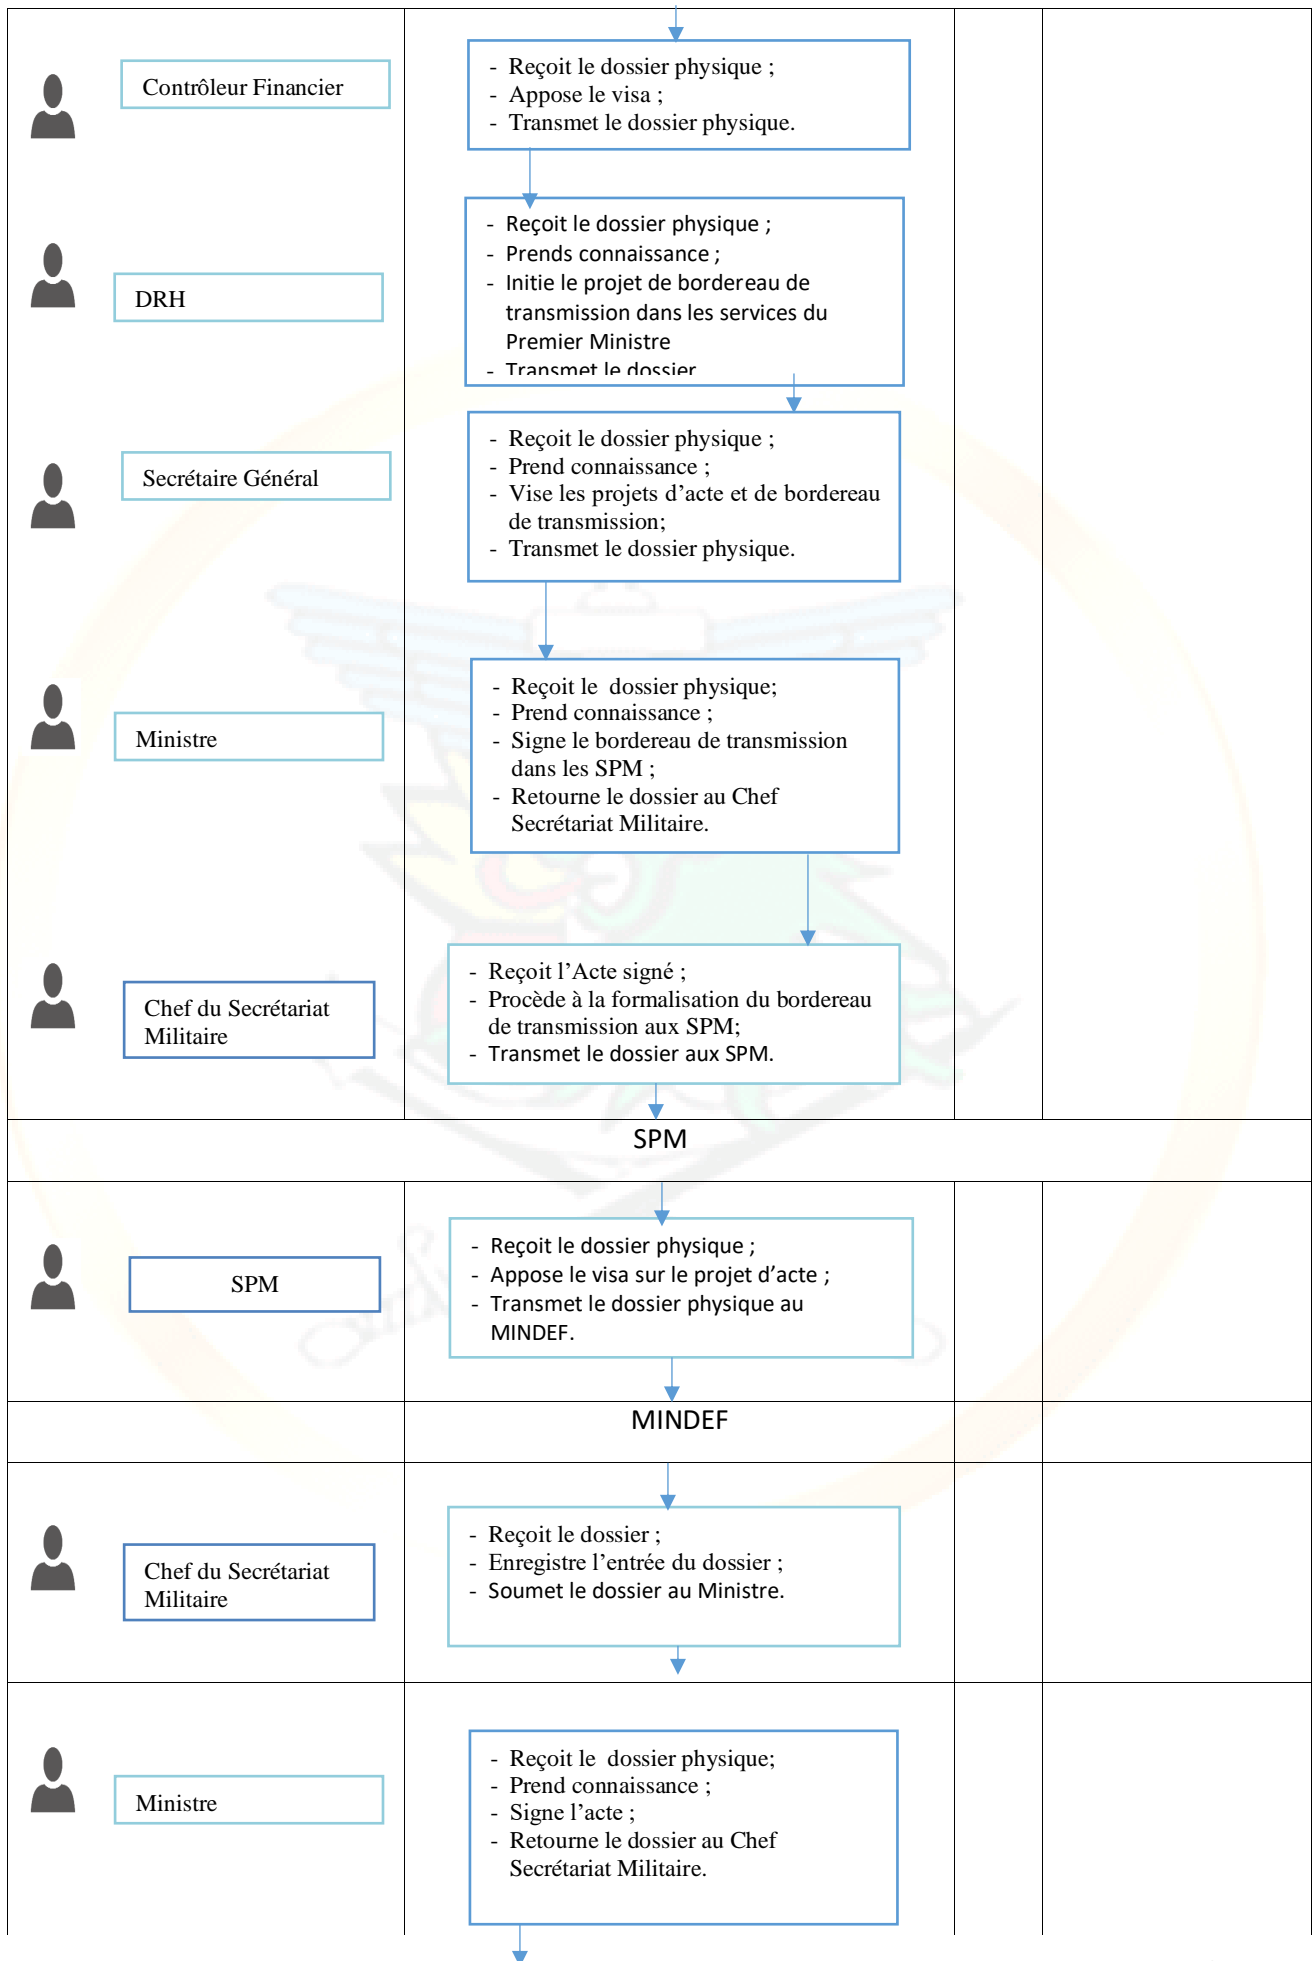 Contrôleur Financier
- Reçoit le dossier physique ;
- Appose le visa ;
- Transmet le dossier physique.
DRH
- Reçoit le dossier physique ;
- Prends connaissance ;
- Initie le projet de bordereau de
transmission dans les services du
Premier Ministre
- Transmet le dossier
Secrétaire Général
- Reçoit le dossier physique ;
- Prend connaissance ;
- Vise les projets d’acte et de bordereau
de transmission;
- Transmet le dossier physique.
Ministre
- Reçoit le dossier physique;
- Prend connaissance ;
- Signe le bordereau de transmission
dans les SPM ;
- Retourne le dossier au Chef
Secrétariat Militaire.
Chef du Secrétariat
Militaire
- Reçoit l’Acte signé ;
- Procède à la formalisation du bordereau
de transmission aux SPM;
- Transmet le dossier aux SPM.
SPM
SPM
- Reçoit le dossier physique ;
- Appose le visa sur le projet d’acte ;
- Transmet le dossier physique au
MINDEF.
MINDEF
Chef du Secrétariat
Militaire
- Reçoit le dossier ;
- Enregistre l’entrée du dossier ;
- Soumet le dossier au Ministre.
Ministre
- Reçoit le dossier physique;
- Prend connaissance ;
- Signe l’acte ;
- Retourne le dossier au Chef
Secrétariat Militaire.